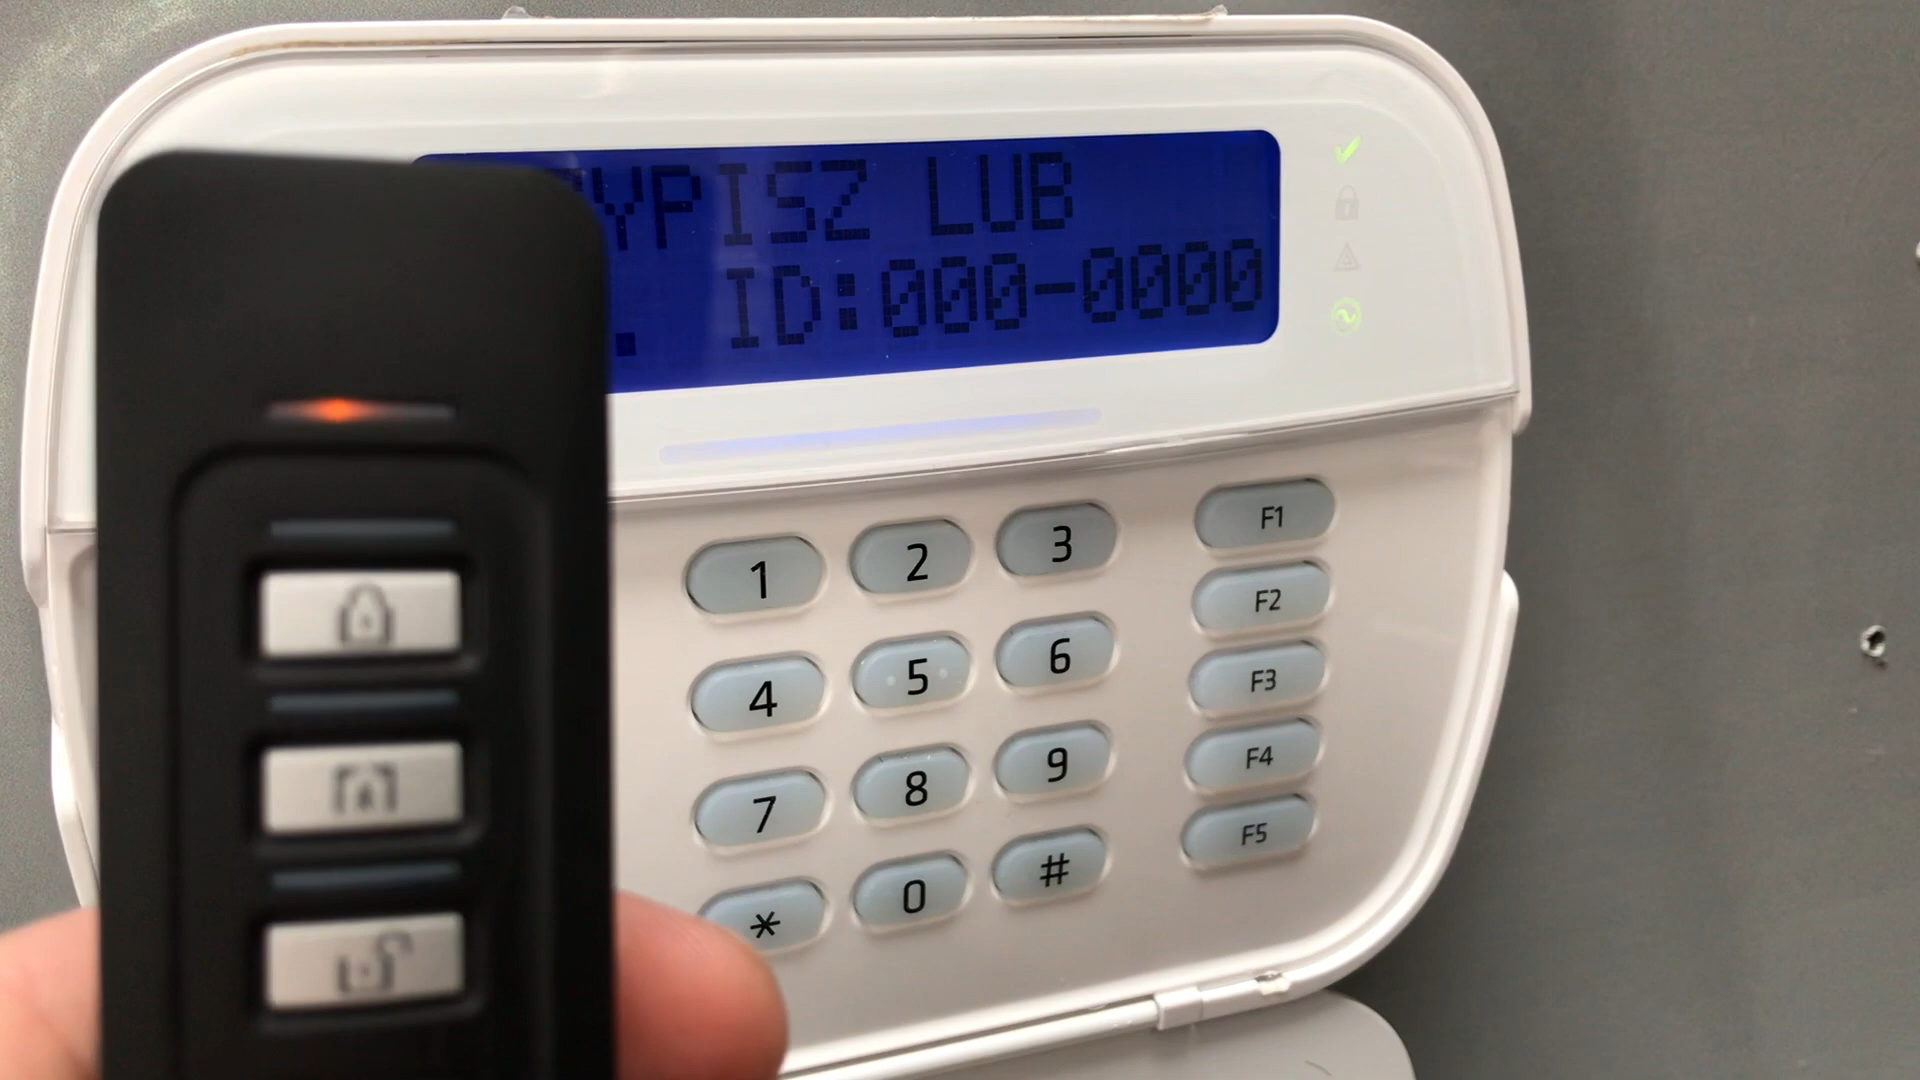 YPISZ LUB
. ID:000-0000
1 2 3 F1
4 5 6 F2
7 8 9 F3
* 0 # F4
F5